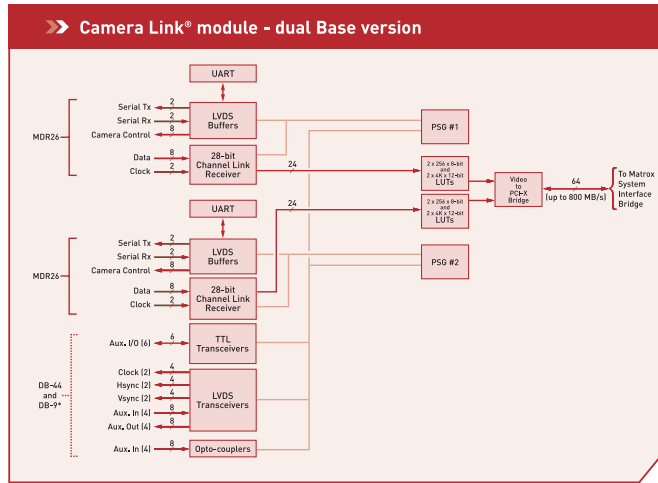 Camera Link® module - dual Base version
UART
Serial Tx
2
Serial Rx
2
Camera Control
8
LVDS
Buffers
MDR26
Data
8
Clock
2
28-bit
Channel Link
Receiver
24
PSG #1
2 x 256 x 8-bit
and
2 x 4K x 12-bit
LUTs
Video
to
PCI-X
Bridge
64
(up to 800 MB/s)
To Matrox
System
Interface
Bridge
24
2 x 256 x 8-bit
and
2 x 4K x 12-bit
LUTs
UART
Serial Tx
2
Serial Rx
2
Camera Control
8
LVDS
Buffers
PSG #2
MDR26
Data
8
Clock
2
28-bit
Channel Link
Receiver
Aux. I/O (6)
6
TTL
Transceivers
DB-44
and
DB-9*
Clock (2)
4
Hsync (2)
4
Vsync (2)
4
Aux. In (4)
8
Aux. Out (4)
8
LVDS
Transceivers
Aux. In (4)
8
Opto-couplers